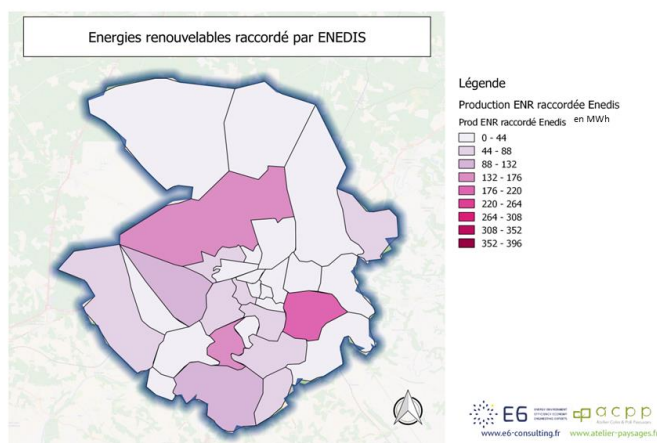 Energies renouvelables raccordé par ENEDIS
Légende
Production ENR raccordée Enedis
Prod ENR raccordé Enedis en MWh
0 - 44
44 - 88
88 - 132
132 - 176
176 - 220
220 - 264
264 - 308
308 - 352
352 - 396
E6
acpp
www.e6-consulting.fr
www.atelier-paysages.fr